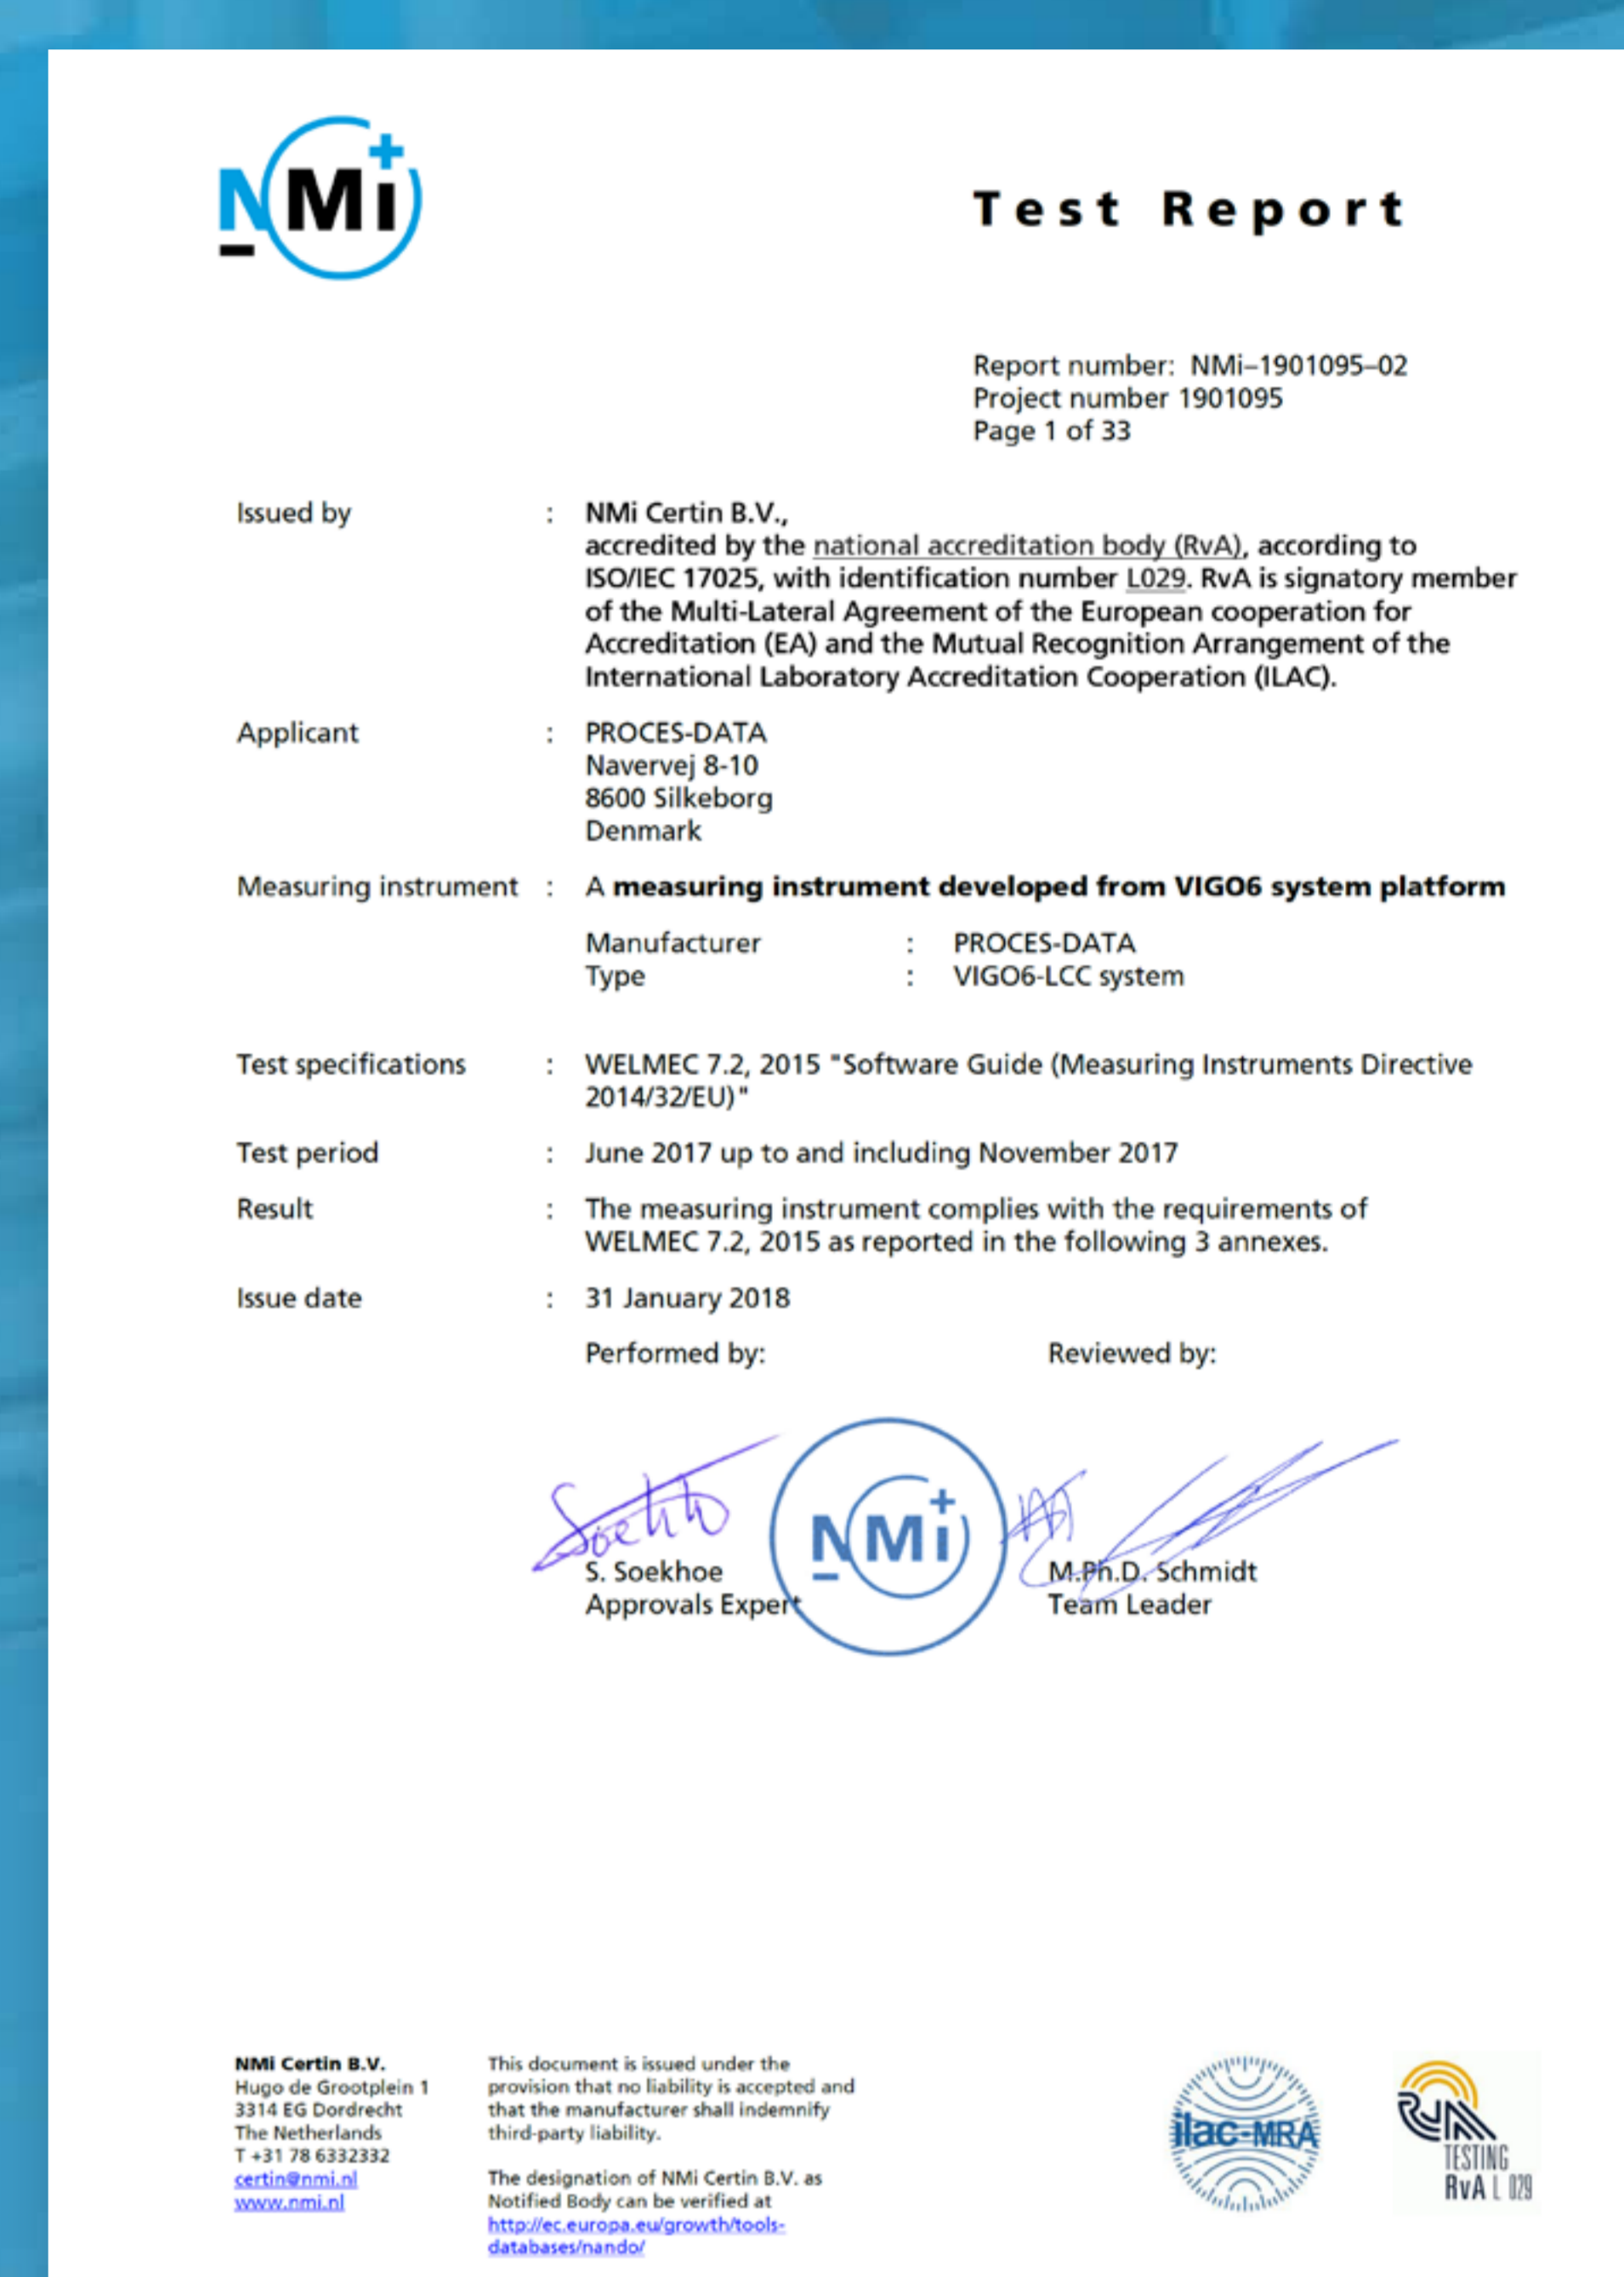 NMi
Test Report
Report number: NMi–1901095–02
Project number 1901095
Page 1 of 33
Issued by : NMi Certin B.V.,
accredited by the national accreditation body (RvA), according to
ISO/IEC 17025, with identification number L029. RvA is signatory member
of the Multi-Lateral Agreement of the European cooperation for
Accreditation (EA) and the Mutual Recognition Arrangement of the
International Laboratory Accreditation Cooperation (ILAC).
Applicant : PROCES-DATA
Navervej 8-10
8600 Silkeborg
Denmark
Measuring instrument : A measuring instrument developed from VIGO6 system platform
Manufacturer : PROCES-DATA
Type : VIGO6-LCC system
Test specifications : WELMEC 7.2, 2015 "Software Guide (Measuring Instruments Directive
2014/32/EU)"
Test period : June 2017 up to and including November 2017
Result : The measuring instrument complies with the requirements of
WELMEC 7.2, 2015 as reported in the following 3 annexes.
Issue date : 31 January 2018
Performed by: Reviewed by:
NMi
S. Soekhoe M.Ph.D. Schmidt
Approvals Expert Team Leader
NMi Certin B.V.
Hugo de Grootplein 1
3314 EG Dordrecht
The Netherlands
T +31 78 6332332
certin@nmi.nl
www.nmi.nl
This document is issued under the
provision that no liability is accepted and
that the manufacturer shall indemnify
third-party liability.
The designation of NMi Certin B.V. as
Notified Body can be verified at
http://ec.europa.eu/growth/tools-
databases/nando/
ilac-MRA
RvA
TESTING
RvA L 029